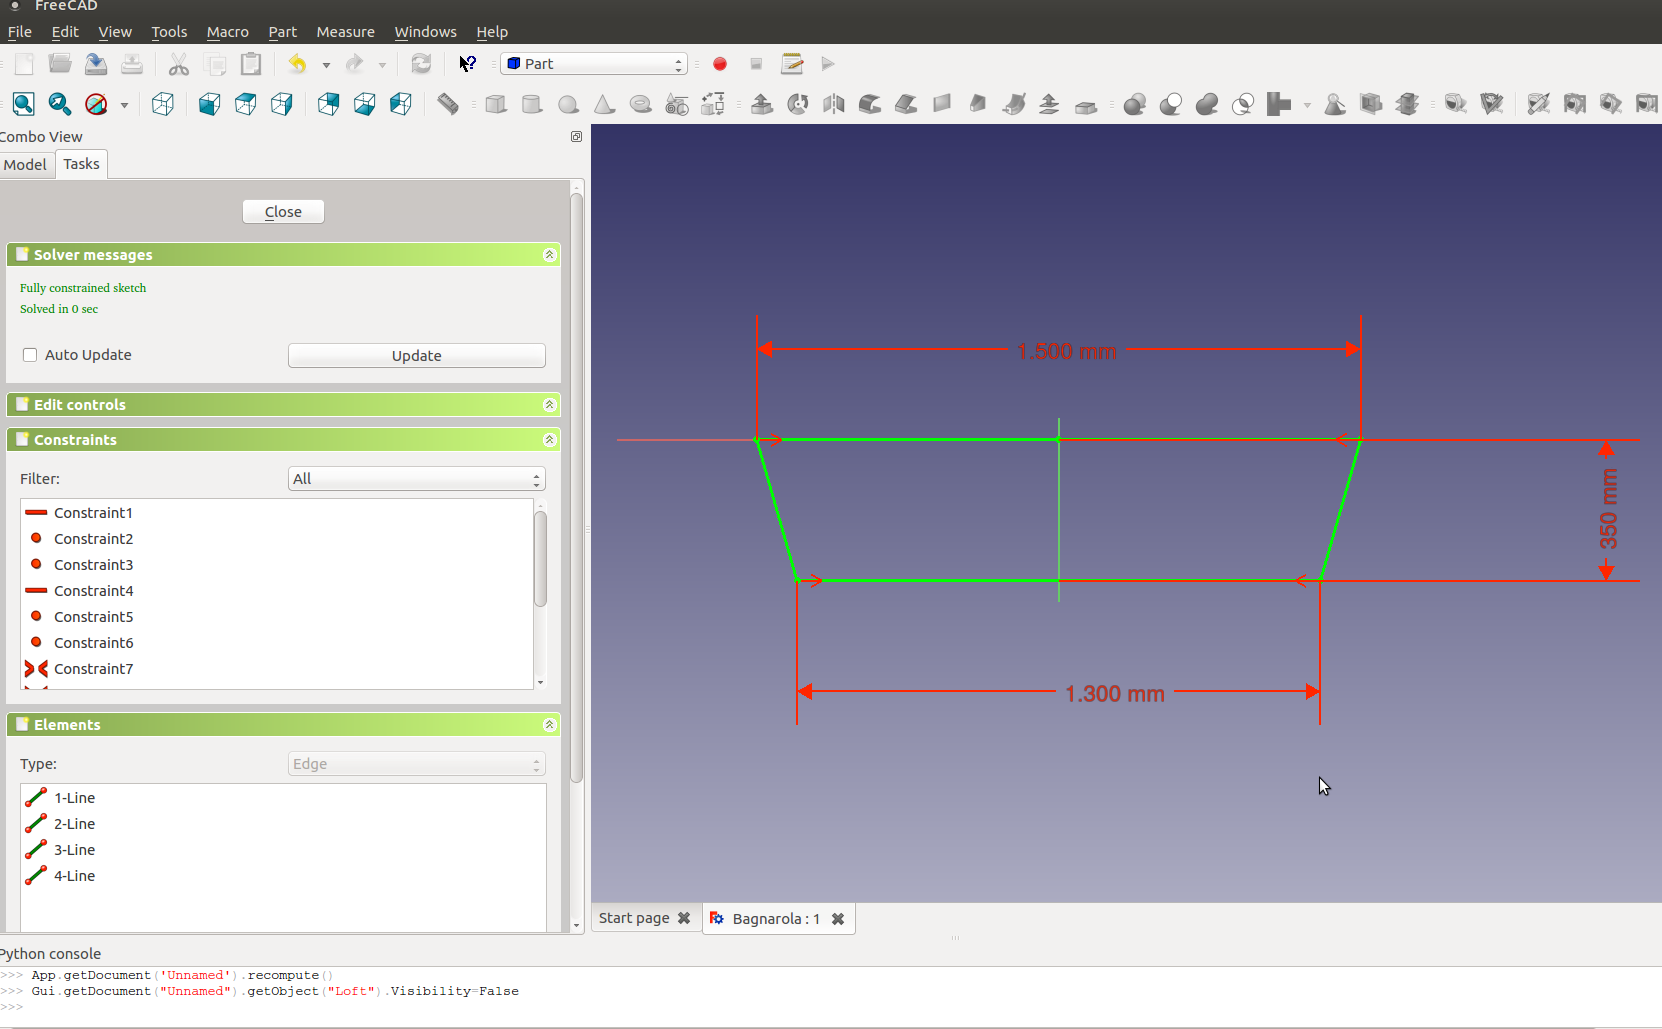 FreeCAD
File Edit View Tools Macro Part Measure Windows Help
Part
Combo View
Model Tasks
Close
Solver messages
Fully constrained sketch
Solved in 0 sec
Auto Update Update
Edit controls
Constraints
Filter: All
Constraint1
Constraint2
Constraint3
Constraint4
Constraint5
Constraint6
Constraint7
Elements
Type: Edge
1-Line
2-Line
3-Line
4-Line
1.500 mm
350 mm
1.300 mm
Start page Bagnarola : 1
Python console
>>> App.getDocument('Unnamed').recompute()
>>> Gui.getDocument("Unnamed").getObject("Loft").Visibility=False
>>>